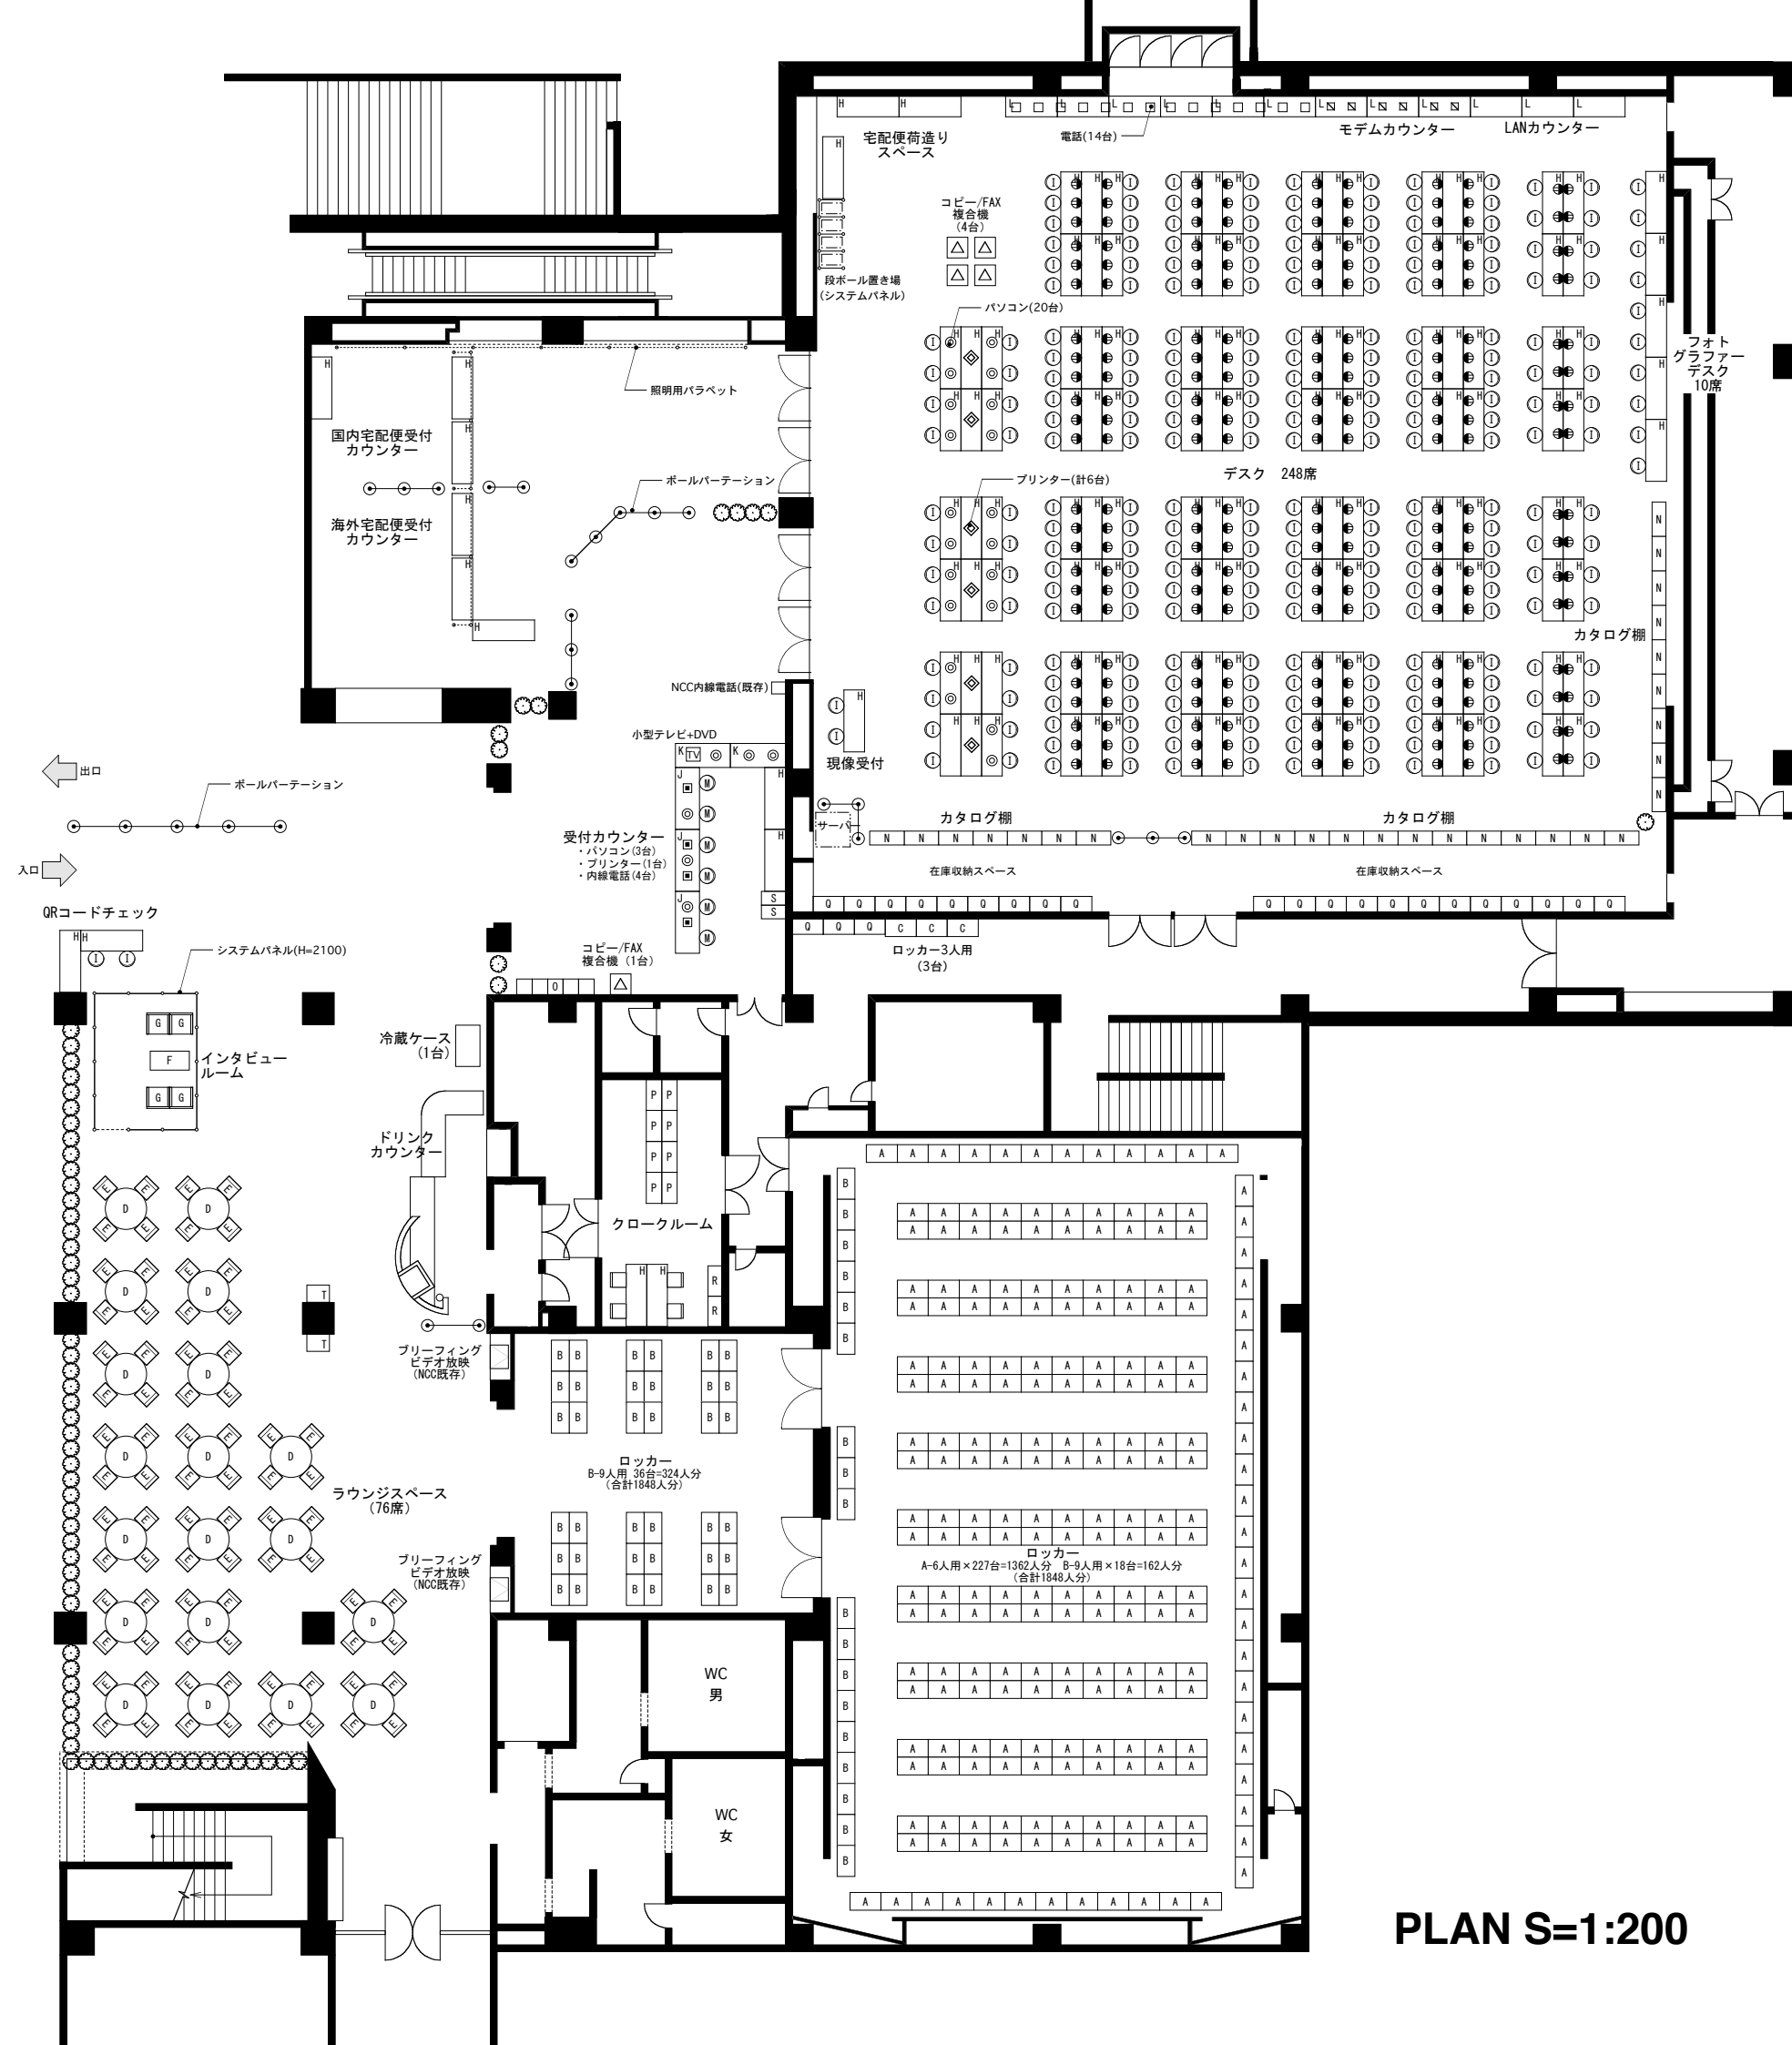 宅配便荷造り
スペース
電話(14台)
モデムカウンター
LANカウンター
コピー/FAX
複合機
(4台)
段ボール置き場
(システムパネル)
パソコン(20台)
フォト
グラファー
デスク
10席
照明用パラペット
国内宅配便受付
カウンター
ポールパーテーション
プリンター(計6台)
デスク 248席
海外宅配便受付
カウンター
カタログ棚
NCC内線電話(既存)
小型テレビ+DVD
TV
現像受付
出口
ポールパーテーション
受付カウンター
・パソコン(3台)
・プリンター(1台)
・内線電話(4台)
サーバー
カタログ棚
カタログ棚
入口
在庫収納スペース
在庫収納スペース
QRコードチェック
システムパネル(H=2100)
コピー/FAX
複合機 (1台)
ロッカー3人用
(3台)
冷蔵ケース
(1台)
インタビュー
ルーム
ドリンク
カウンター
クロークルーム
ブリーフィング
ビデオ放映
(NCC既存)
ロッカー
B-9人用 36台=324人分
(合計1848人分)
ラウンジスペース
(76席)
ブリーフィング
ビデオ放映
(NCC既存)
ロッカー
A-6人用×227台=1362人分 B-9人用×18台=162人分
(合計1848人分)
WC
男
WC
女
PLAN S=1:200